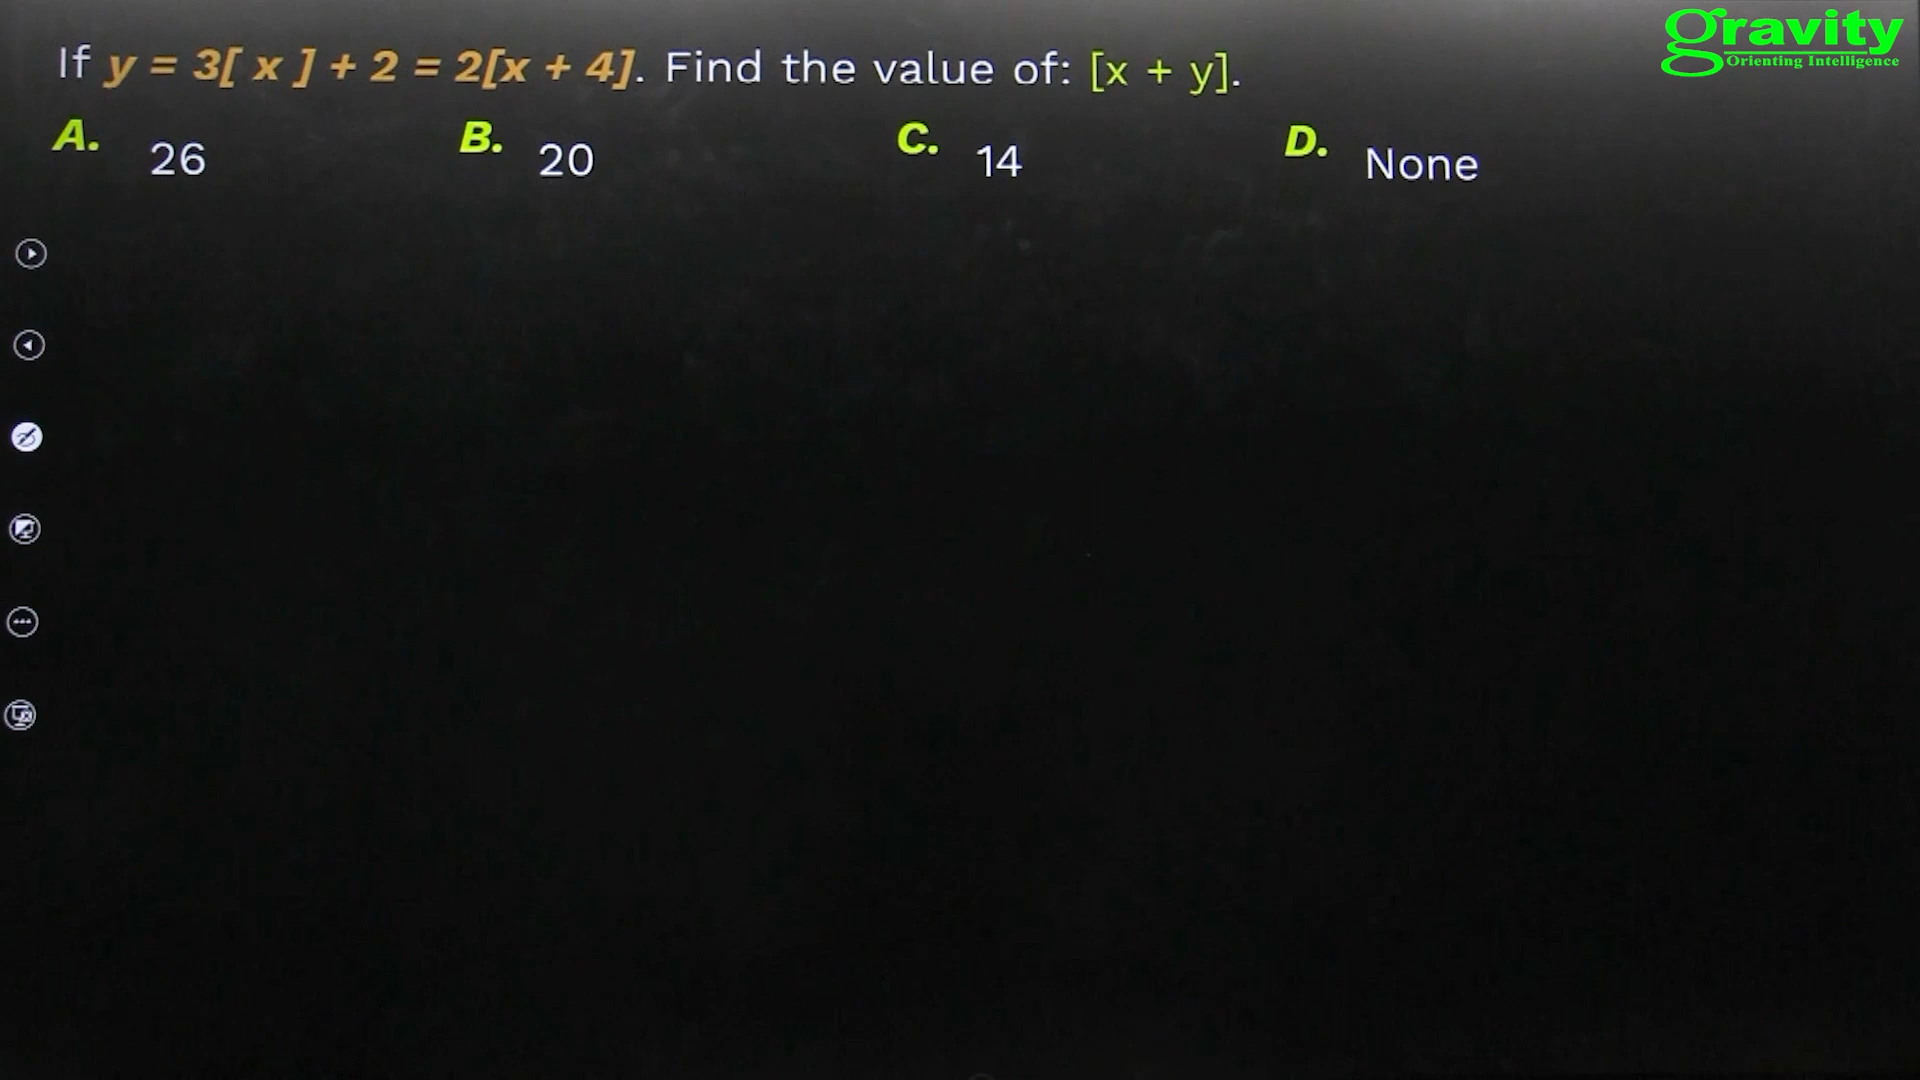 gravity
Orienting Intelligence
If y = 3[ x ] + 2 = 2[x + 4]. Find the value of: [x + y].
A. 26 B. 20 C. 14 D. None